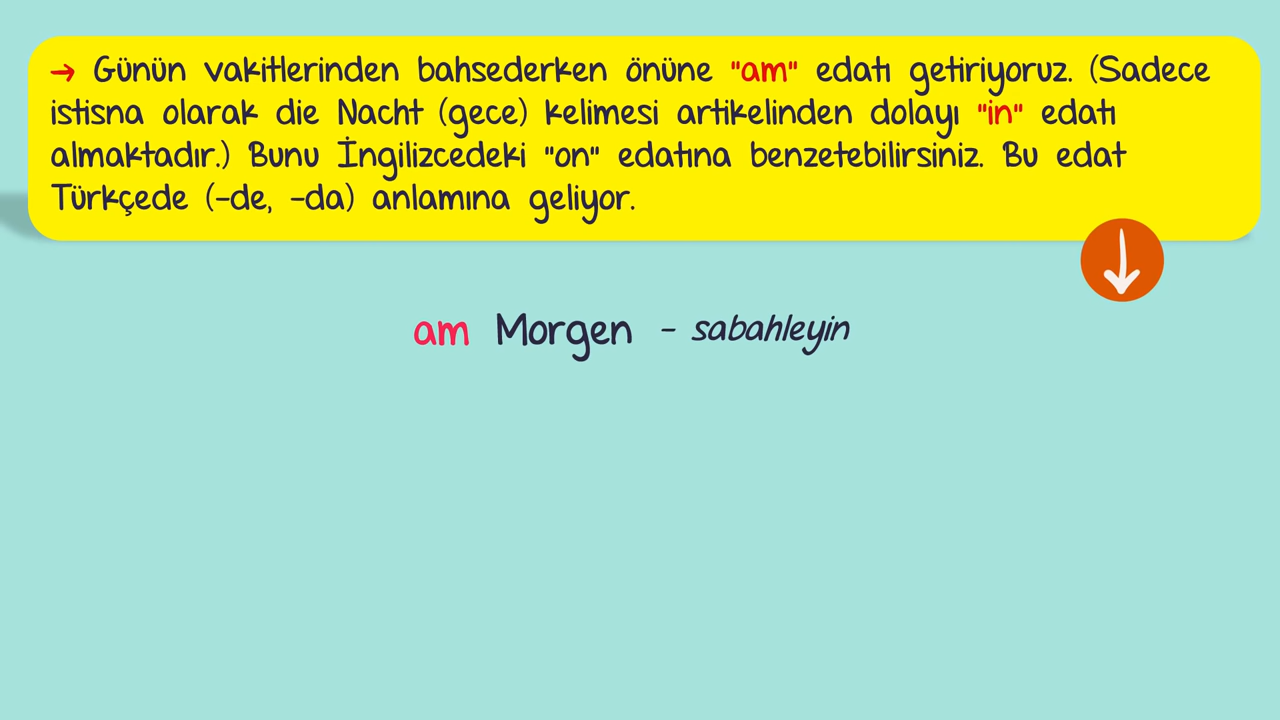 → Günün vakitlerinden bahsederken önüne "am" edatı getiriyoruz. (Sadece
istisna olarak die Nacht (gece) kelimesi artikelinden dolayı "in" edatı
almaktadır.) Bunu İngilizcedeki "on" edatına benzetebilirsiniz. Bu edat
Türkçede (-de, -da) anlamına geliyor.
am Morgen - sabahleyin